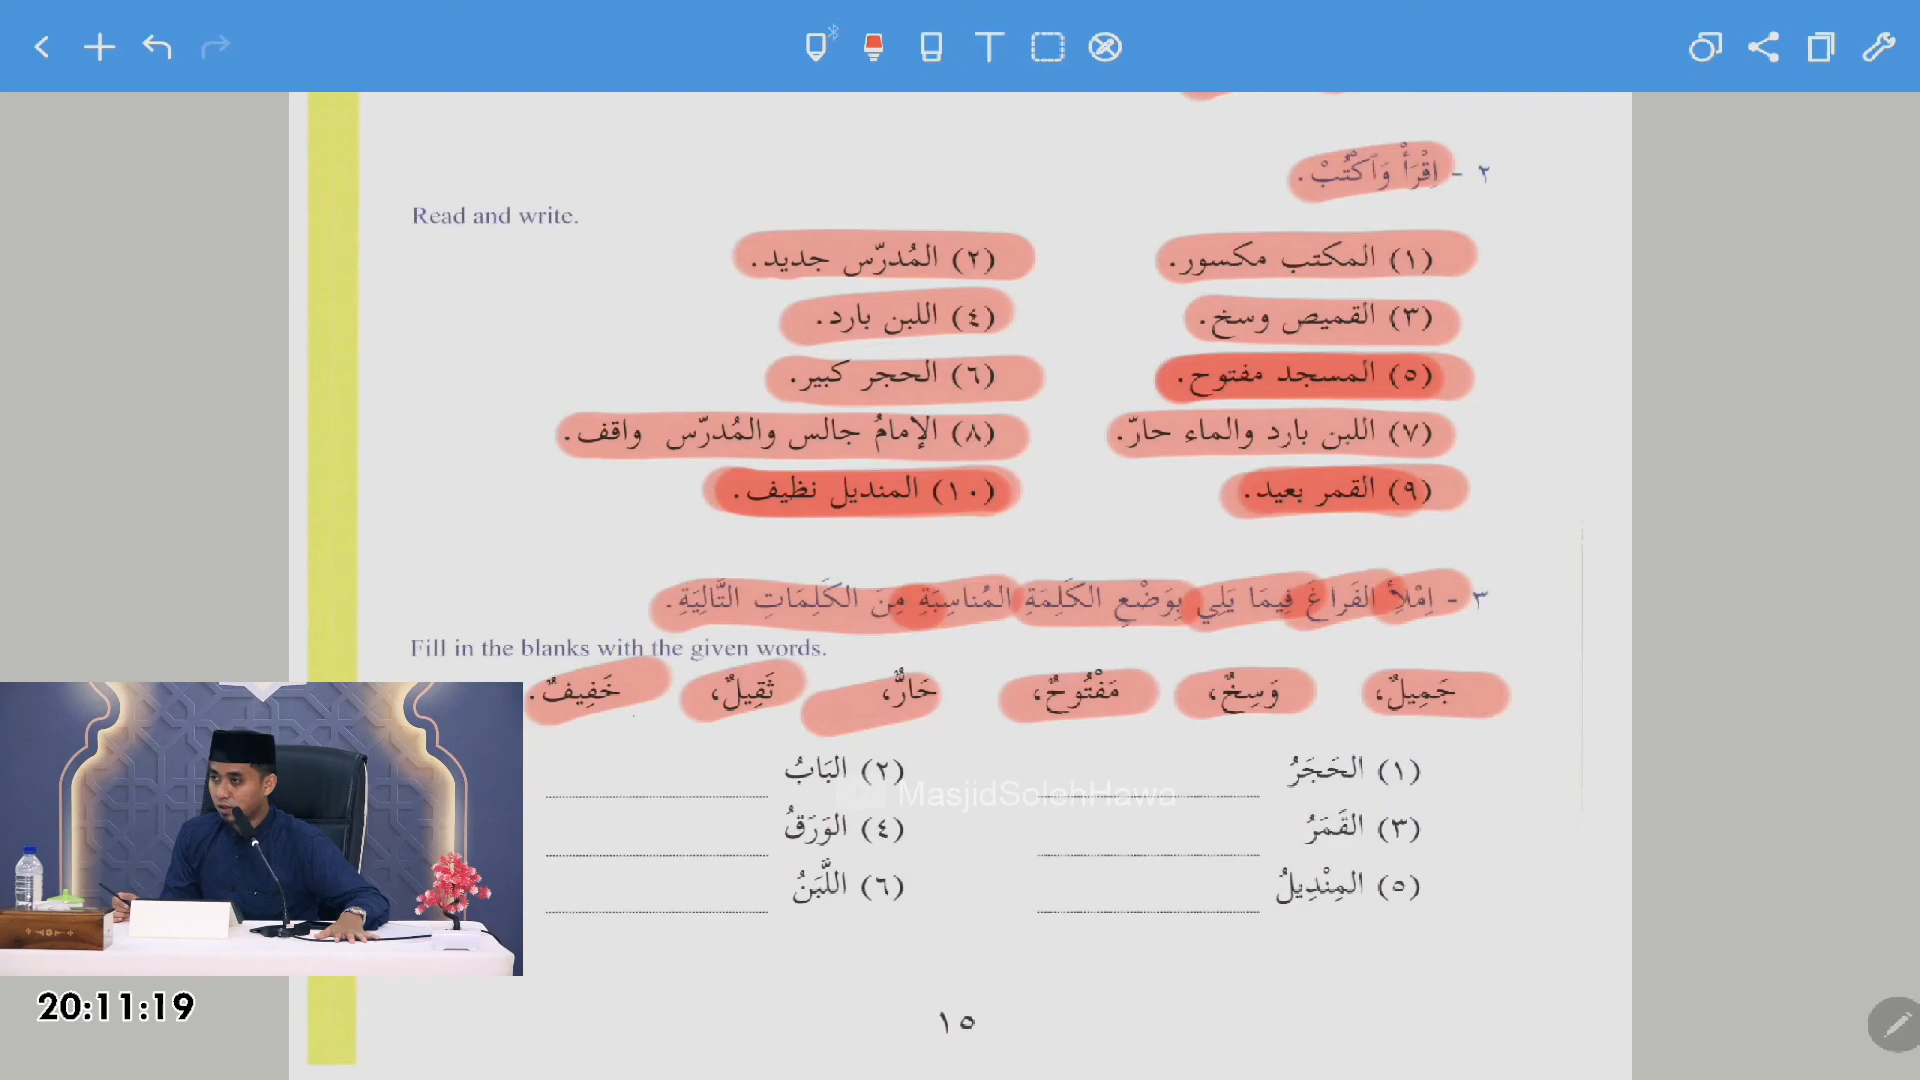 ٢ - اِقْرَأْ وَاكْتُبْ.
Read and write.
(١) المكتب مكسور. (٢) المُدرّس جديد.
(٣) القميص وسخ. (٤) اللبن بارد.
(٥) المسجد مفتوح. (٦) الحجر كبير.
(٧) اللبن بارد والماء حارّ. (٨) الإمامُ جالس والمُدرّس واقف.
(٩) القمر بعيد. (١٠) المنديل نظيف.
٣ - اِمْلأِ الفَراغَ فِيمَا يَلِي بِوَضْعِ الكَلِمَةِ المُناسِبَةِ مِنَ الكَلِمَاتِ التَّالِيَةِ.
Fill in the blanks with the given words.
جَمِيلٌ، وَسِخٌ، مَفْتُوحٌ، حَارٌّ، ثَقِيلٌ، خَفِيفٌ.
(١) الحَجَرُ (٢) البَابُ
MasjidSolehHawa
(٣) القَمَرُ (٤) الوَرَقُ
(٥) المِنْدِيلُ (٦) اللَّبَنُ
20:11:19
١٥